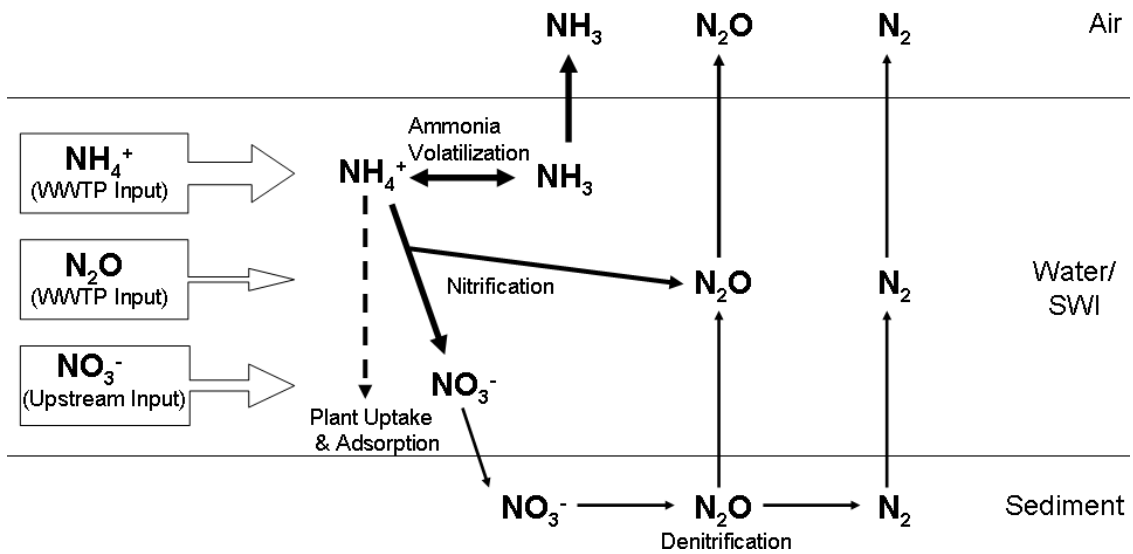 NH₃ N₂O N₂ Air
NH₄⁺
(WWTP Input)
Ammonia
Volatilization
NH₄⁺ NH₃
N₂O
(WWTP Input)
Nitrification
N₂O N₂
Water/
SWI
NO₃⁻
(Upstream Input)
NO₃⁻
Plant Uptake
& Adsorption
NO₃⁻ N₂O N₂ Sediment
Denitrification